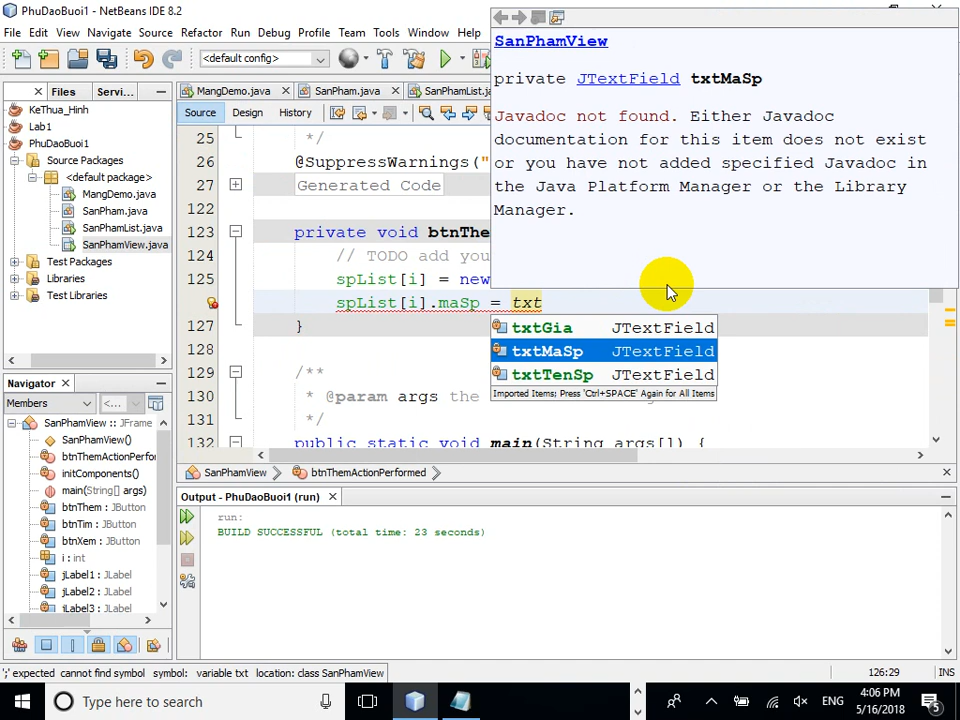 PhuDaoBuoi1 - NetBeans IDE 8.2
File Edit View Navigate Source Refactor Run Debug Profile Team Tools Window Help
<default config>
Files Servi...
MangDemo.java SanPham.java SanPhamList.java
Source Design History
KeThua_Hinh
Lab1
PhuDaoBuoi1
Source Packages
<default package>
MangDemo.java
SanPham.java
SanPhamList.java
SanPhamView.java
Test Packages
Libraries
Test Libraries
25 */
26 @SuppressWarnings("
27 Generated Code
122
123 private void btnThe
124 // TODO add you
125 spList[i] = new
spList[i].maSp = txt
127 }
128
129 /**
130 * @param args the
131 */
132 public static void main(String args[]) {
SanPhamView
private JTextField txtMaSp
Javadoc not found. Either Javadoc
documentation for this item does not exist
or you have not added specified Javadoc in
the Java Platform Manager or the Library
Manager.
txtGia JTextField
txtMaSp JTextField
txtTenSp JTextField
Imported Items; Press 'Ctrl+SPACE' Again for All Items
SanPhamView btnThemActionPerformed
Navigator
Members <...
SanPhamView :: JFrame
SanPhamView()
btnThemActionPerfo
initComponents()
main(String[] args)
btnThem : JButton
btnTim : JButton
btnXem : JButton
i : int
jLabel1 : JLabel
jLabel2 : JLabel
jLabel3 : JLabel
Output - PhuDaoBuoi1 (run)
run:
BUILD SUCCESSFUL (total time: 23 seconds)
';' expected cannot find symbol symbol: variable txt location: class SanPhamView
126:29 INS
Type here to search
ENG
4:06 PM
5/16/2018
5